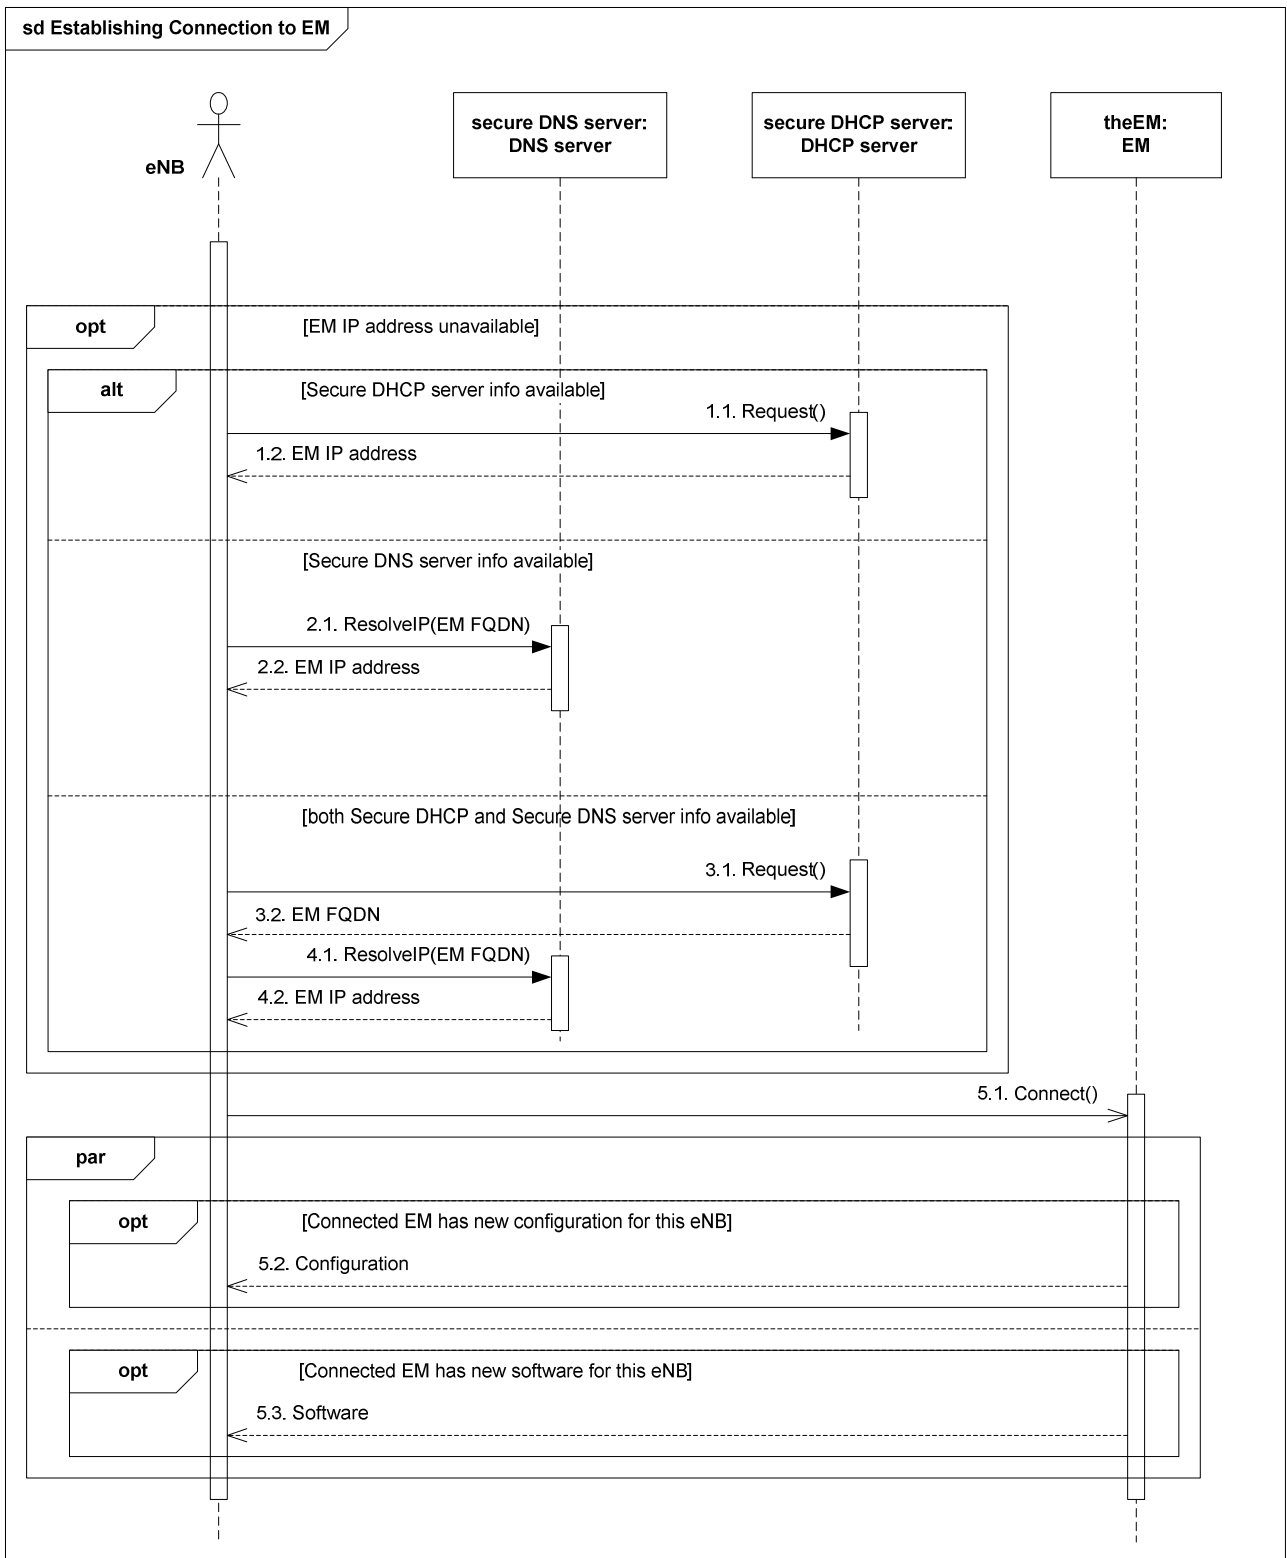 sd Establishing Connection to EM
eNB
secure DNS server:
DNS server
secure DHCP server:
DHCP server
theEM:
EM
opt
[EM IP address unavailable]
alt
[Secure DHCP server info available]
1.1. Request()
1.2. EM IP address
[Secure DNS server info available]
2.1. ResolveIP(EM FQDN)
2.2. EM IP address
[both Secure DHCP and Secure DNS server info available]
3.1. Request()
3.2. EM FQDN
4.1. ResolveIP(EM FQDN)
4.2. EM IP address
5.1. Connect()
par
opt
[Connected EM has new configuration for this eNB]
5.2. Configuration
opt
[Connected EM has new software for this eNB]
5.3. Software